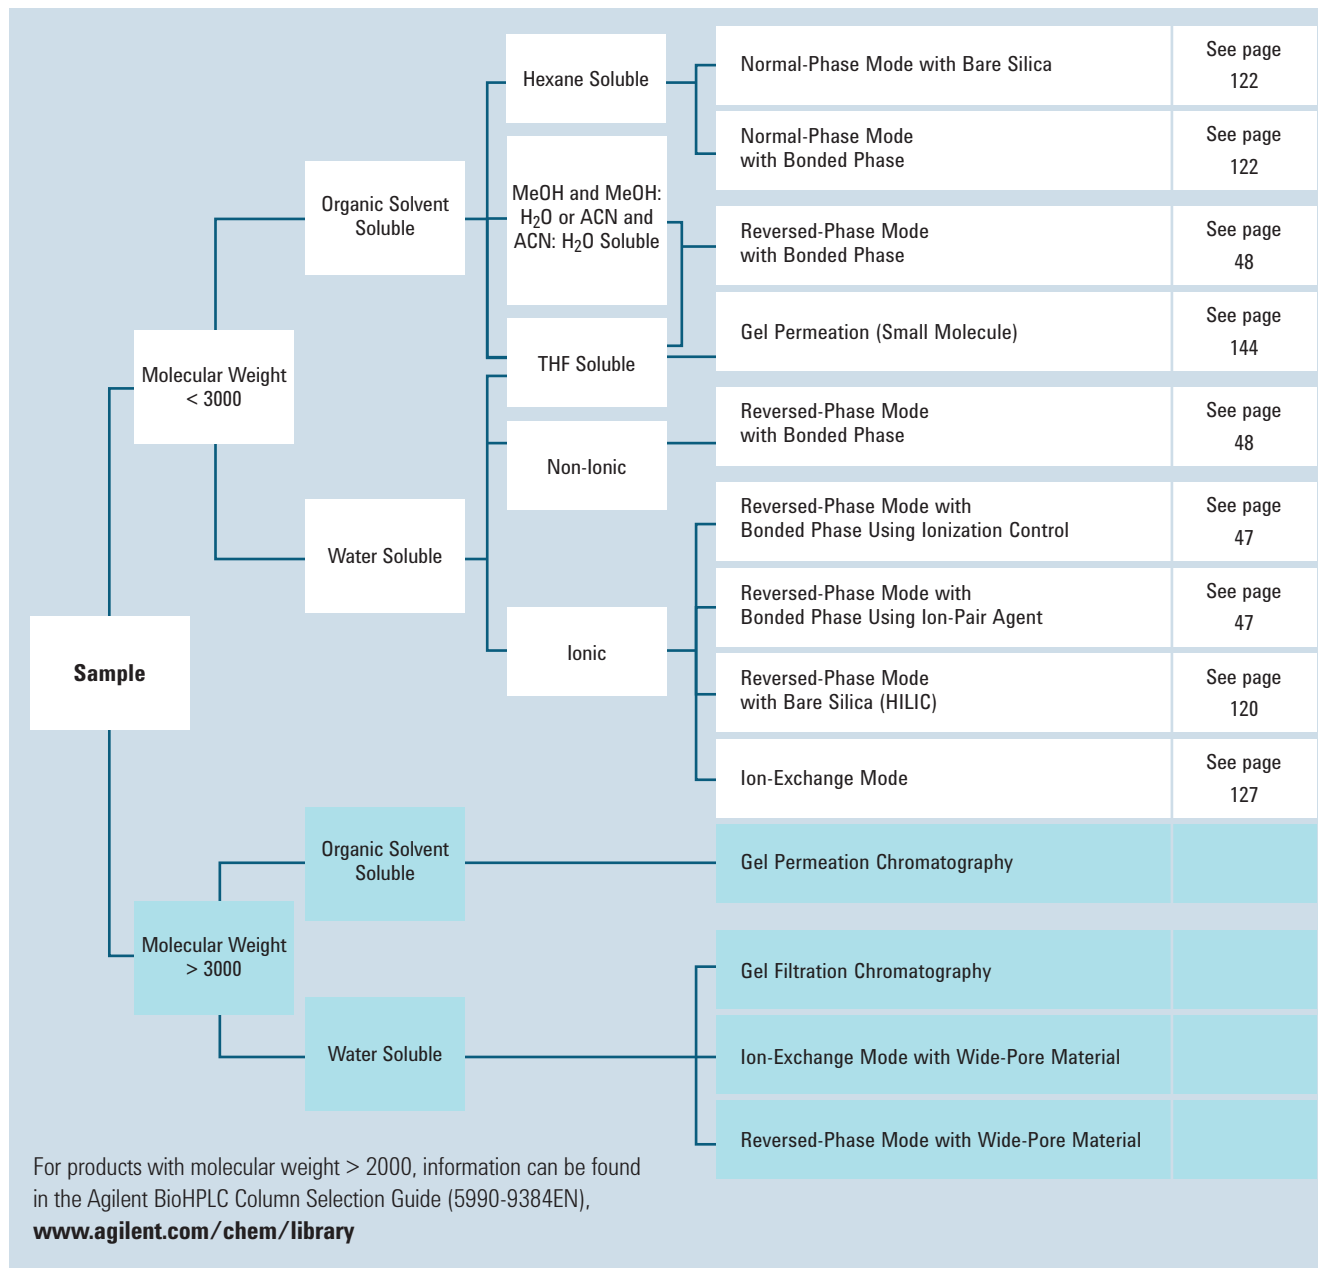 Hexane Soluble
Normal-Phase Mode with Bare Silica
See page
122
Normal-Phase Mode
with Bonded Phase
See page
122
Organic Solvent
Soluble
MeOH and MeOH:
H2O or ACN and
ACN: H2O Soluble
Reversed-Phase Mode
with Bonded Phase
See page
48
Gel Permeation (Small Molecule)
See page
144
THF Soluble
Molecular Weight
< 3000
Reversed-Phase Mode
with Bonded Phase
See page
48
Non-Ionic
Water Soluble
Reversed-Phase Mode with
Bonded Phase Using Ionization Control
See page
47
Reversed-Phase Mode with
Bonded Phase Using Ion-Pair Agent
See page
47
Ionic
Sample
Reversed-Phase Mode
with Bare Silica (HILIC)
See page
120
Ion-Exchange Mode
See page
127
Organic Solvent
Soluble
Gel Permeation Chromatography
Molecular Weight
> 3000
Gel Filtration Chromatography
Water Soluble
Ion-Exchange Mode with Wide-Pore Material
Reversed-Phase Mode with Wide-Pore Material
For products with molecular weight > 2000, information can be found
in the Agilent BioHPLC Column Selection Guide (5990-9384EN),
www.agilent.com/chem/library